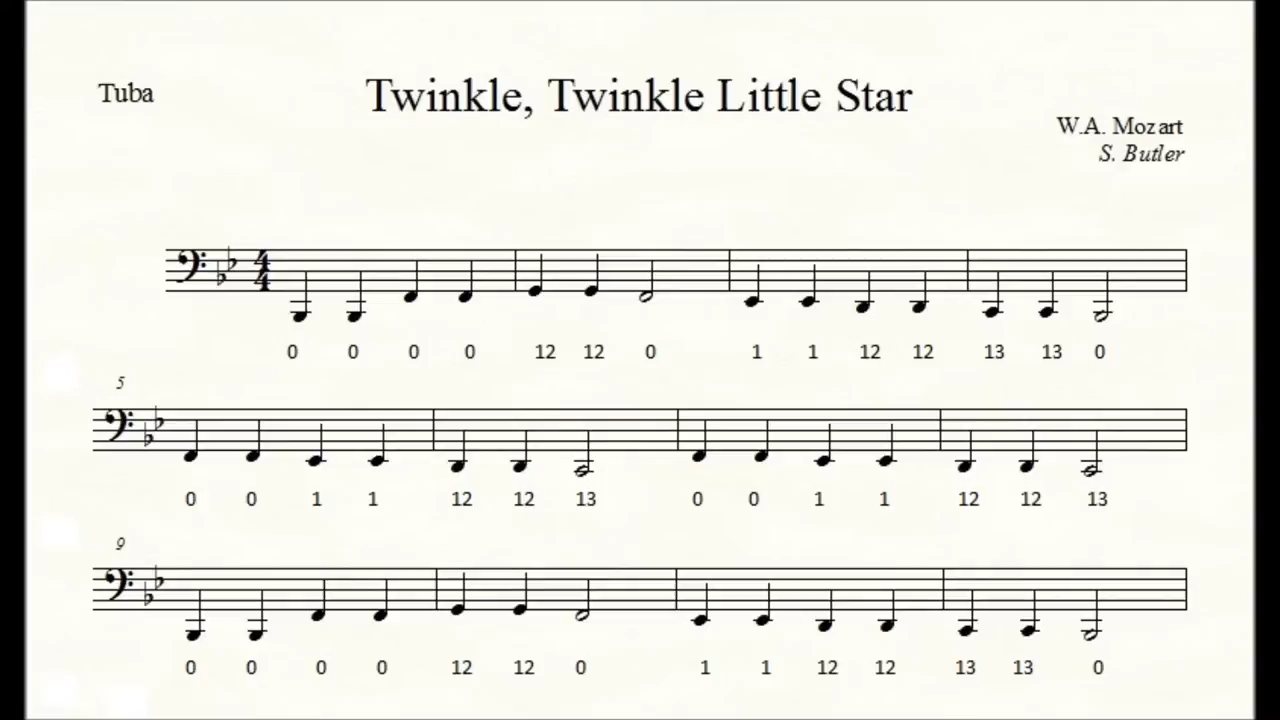 Tuba
Twinkle, Twinkle Little Star
W.A. Mozart
S. Butler
4
4
0 0 0 0 12 12 0 1 1 12 12 13 13 0
5
0 0 1 1 12 12 13 0 0 1 1 12 12 13
9
0 0 0 0 12 12 0 1 1 12 12 13 13 0